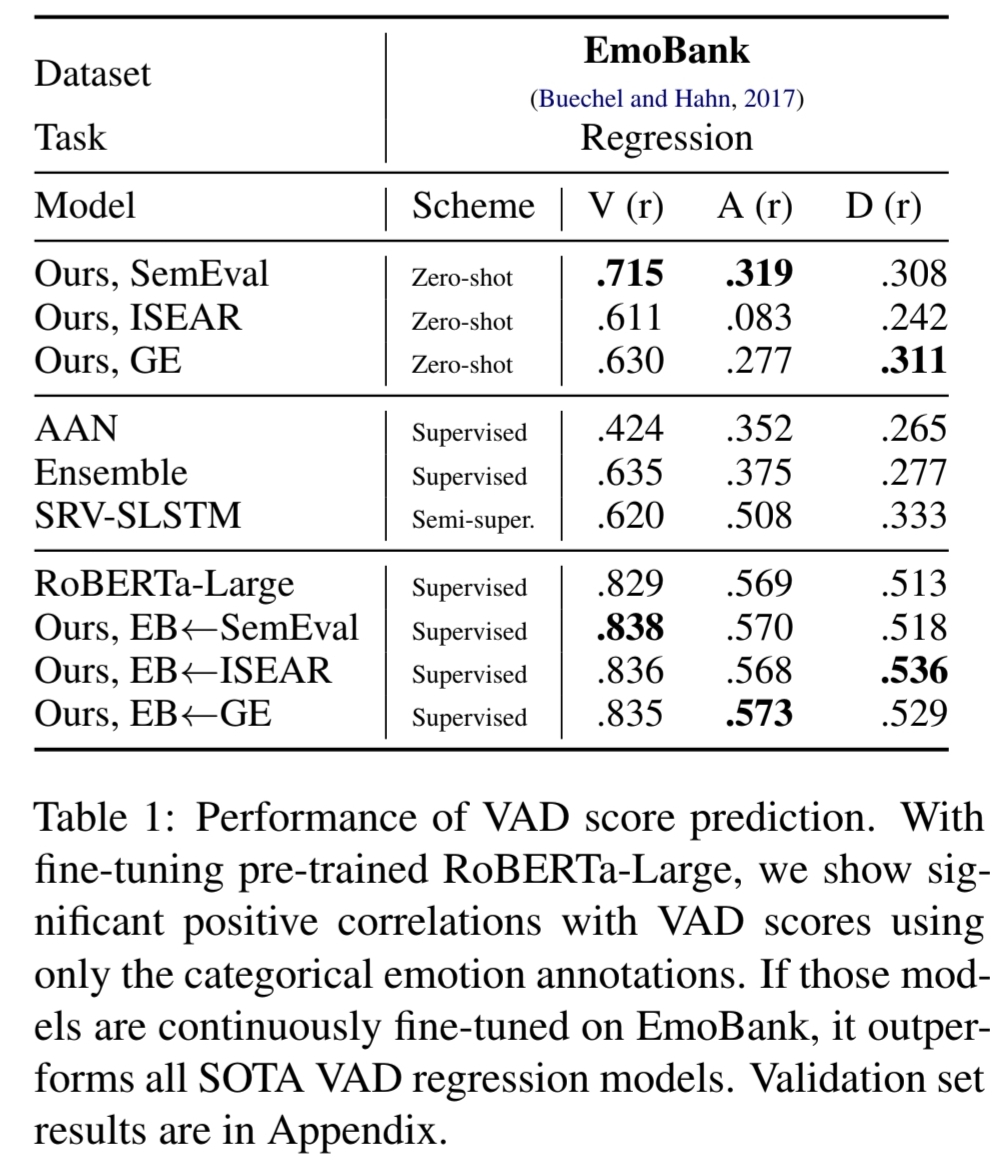 Dataset EmoBank
(Buechel and Hahn, 2017)
Task Regression
Model Scheme V (r) A (r) D (r)
Ours, SemEval Zero-shot .715 .319 .308
Ours, ISEAR Zero-shot .611 .083 .242
Ours, GE Zero-shot .630 .277 .311
AAN Supervised .424 .352 .265
Ensemble Supervised .635 .375 .277
SRV-SLSTM Semi-super. .620 .508 .333
RoBERTa-Large Supervised .829 .569 .513
Ours, EB←SemEval Supervised .838 .570 .518
Ours, EB←ISEAR Supervised .836 .568 .536
Ours, EB←GE Supervised .835 .573 .529
Table 1: Performance of VAD score prediction. With
fine-tuning pre-trained RoBERTa-Large, we show sig-
nificant positive correlations with VAD scores using
only the categorical emotion annotations. If those mod-
els are continuously fine-tuned on EmoBank, it outper-
forms all SOTA VAD regression models. Validation set
results are in Appendix.